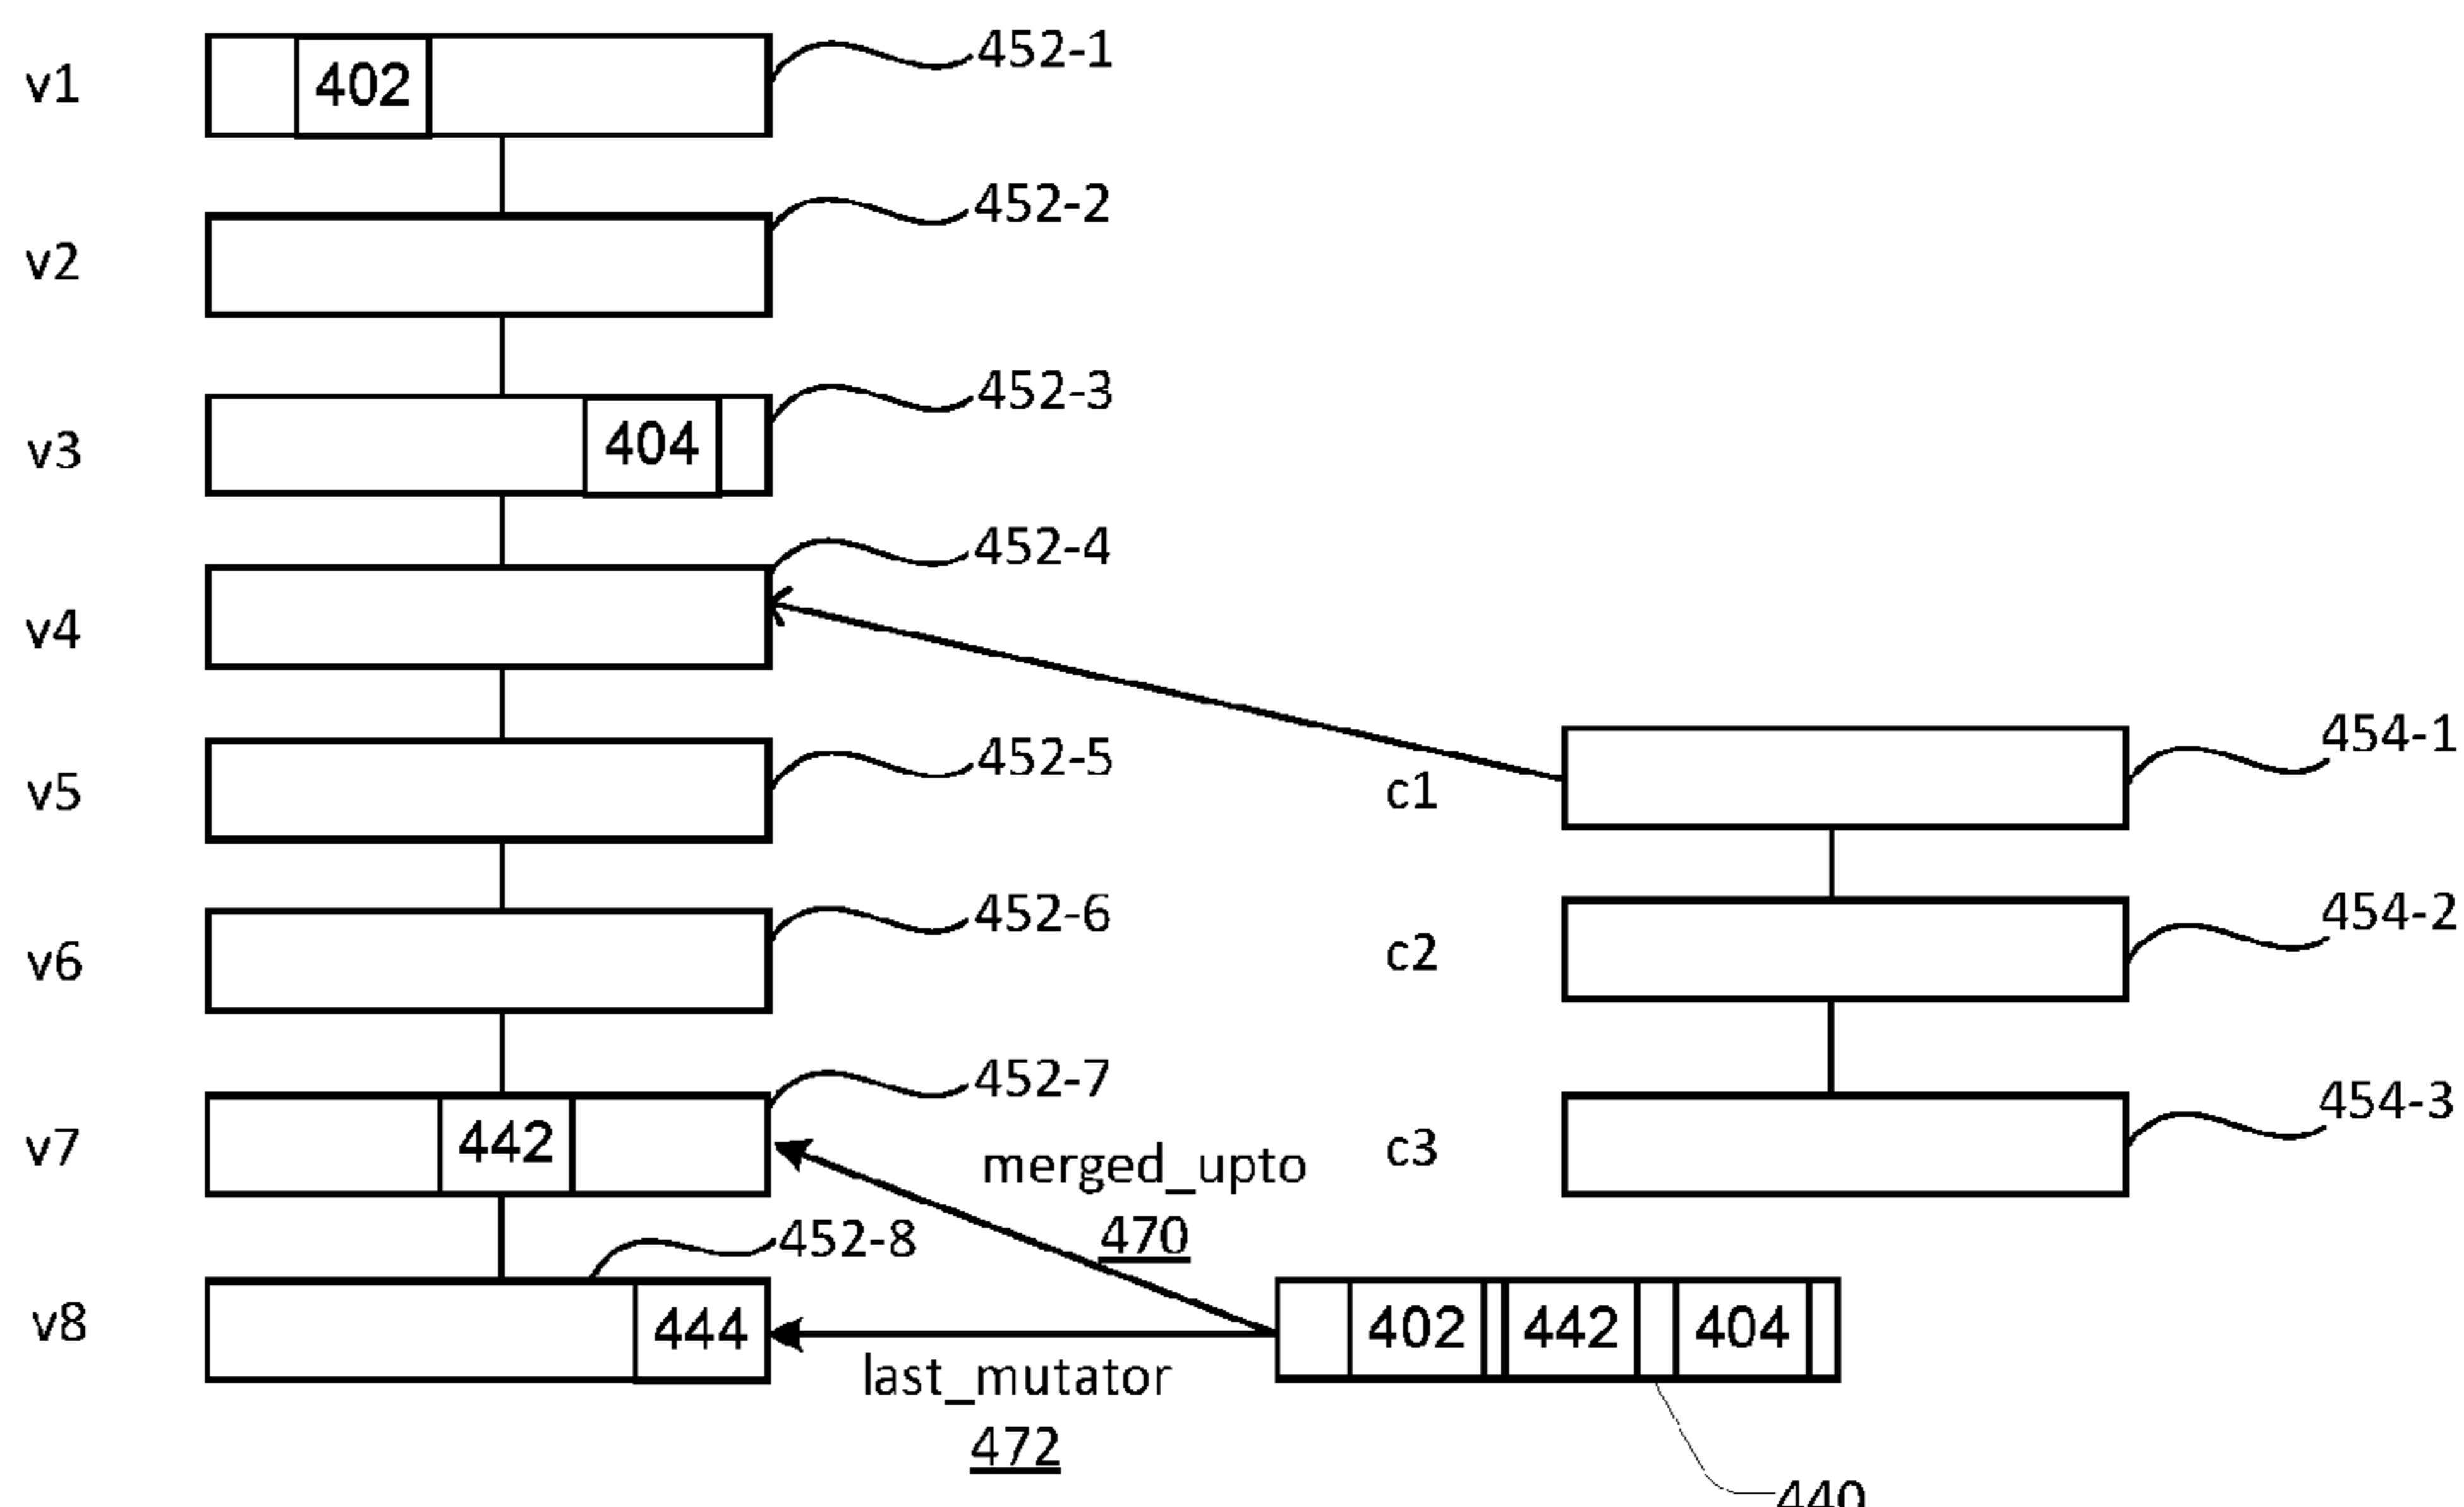 v1 402 452-1
v2 452-2
v3 404 452-3
v4 452-4
v5 452-5 c1 454-1
v6 452-6 c2 454-2
v7 442 452-7 c3 454-3
merged_upto
470
452-8
v8 444 402 442 404
last_mutator
472
440